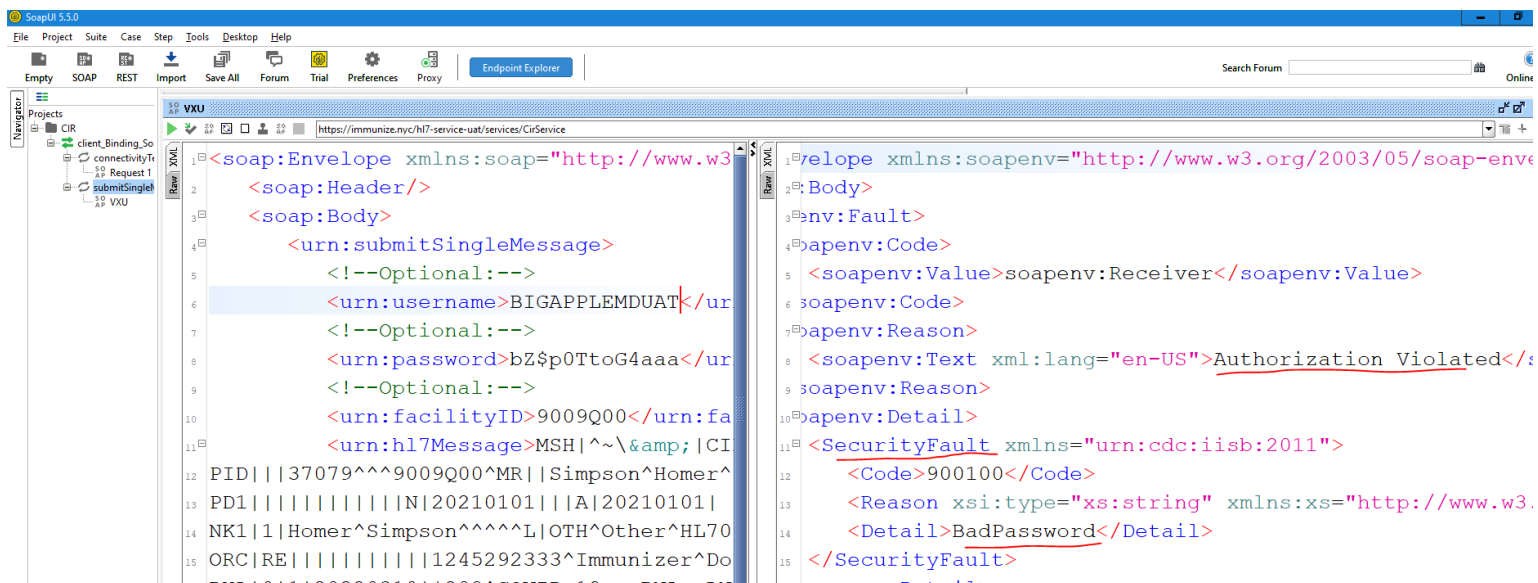 SoapUI 5.5.0
File Project Suite Case Step Tools Desktop Help
Empty SOAP REST Import Save All Forum Trial Preferences Proxy Endpoint Explorer Search Forum Online
Navigator
Projects
CIR
client_Binding_So
connectivityTe
Request 1
submitSingleM
VXU
VXU
https://immunize.nyc/hl7-service-uat/services/CirService
XML
Raw
1 <soap:Envelope xmlns:soap="http://www.w3
2 <soap:Header/>
3 <soap:Body>
4 <urn:submitSingleMessage>
5 <!--Optional:-->
6 <urn:username>BIGAPPLEMDUAT</ur
7 <!--Optional:-->
8 <urn:password>bZ$p0TtoG4aaa</ur
9 <!--Optional:-->
10 <urn:facilityID>9009Q00</urn:fa
11 <urn:hl7Message>MSH|^~\&amp;|CI
12 PID|||37079^^^9009Q00^MR||Simpson^Homer^
13 PD1||||||||||||N|20210101|||A|20210101|
14 NK1|1|Homer^Simpson^^^^^L|OTH^Other^HL70
15 ORC|RE|||||||||||1245292333^Immunizer^Do
XML
Raw
1 velope xmlns:soapenv="http://www.w3.org/2003/05/soap-enve
2 :Body>
3 env:Fault>
4 oapenv:Code>
5 <soapenv:Value>soapenv:Receiver</soapenv:Value>
6 soapenv:Code>
7 oapenv:Reason>
8 <soapenv:Text xml:lang="en-US">Authorization Violated</s
9 soapenv:Reason>
10 oapenv:Detail>
11 <SecurityFault xmlns="urn:cdc:iisb:2011">
12 <Code>900100</Code>
13 <Reason xsi:type="xs:string" xmlns:xs="http://www.w3.
14 <Detail>BadPassword</Detail>
15 </SecurityFault>